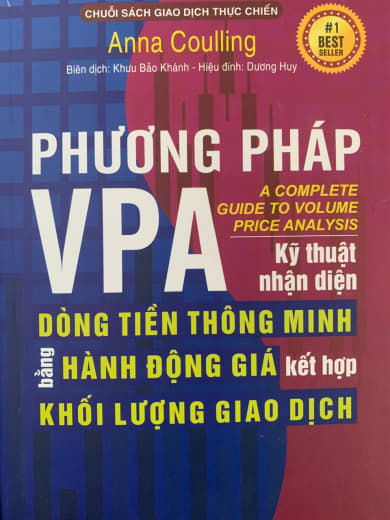 CHUỖI SÁCH GIAO DỊCH THỰC CHIẾN
Anna Coulling
Biên dịch: Khưu Bảo Khánh - Hiệu đính: Dương Huy
#1
BEST
SELLER
PHƯƠNG PHÁP
VPA
A COMPLETE
GUIDE TO VOLUME
PRICE ANALYSIS
Kỹ thuật
nhận diện
DÒNG TIỀN THÔNG MINH
bằng HÀNH ĐỘNG GIÁ kết hợp
KHỐI LƯỢNG GIAO DỊCH